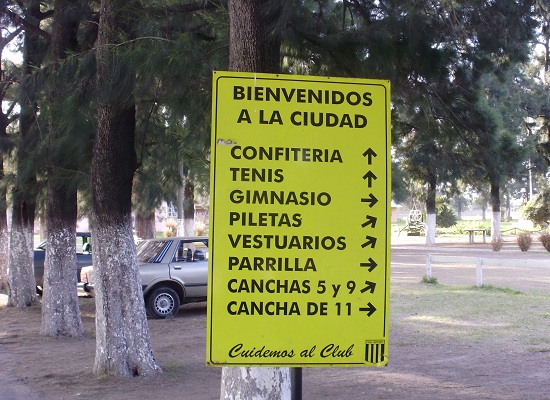 BIENVENIDOS
A LA CIUDAD
CONFITERIA ↑
TENIS ↑
GIMNASIO →
PILETAS ↗
VESTUARIOS ↗
PARRILLA →
CANCHAS 5 y 9 ↗
CANCHA DE 11 →
Cuidemos al Club